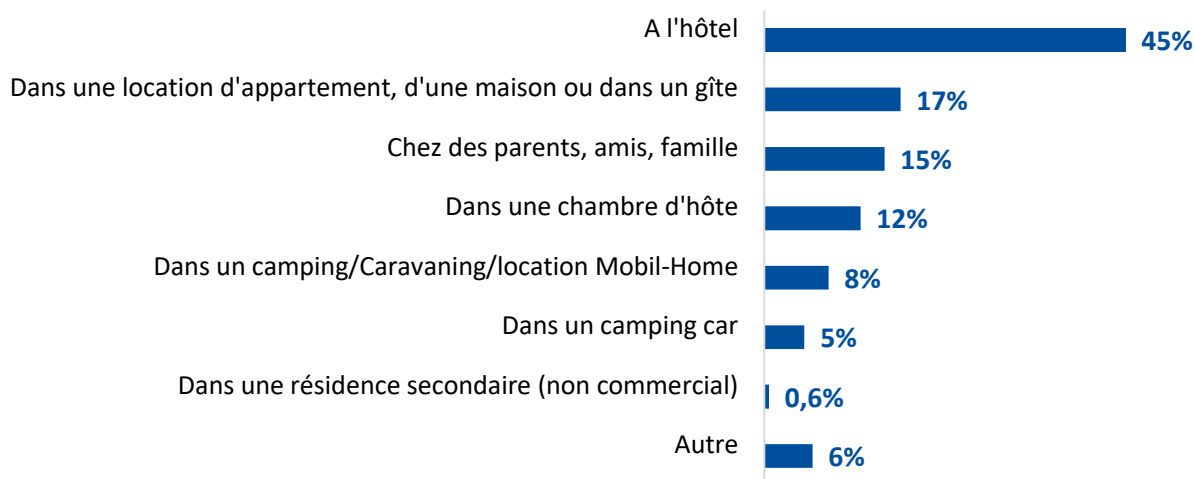 A l'hôtel 45%
Dans une location d'appartement, d'une maison ou dans un gîte 17%
Chez des parents, amis, famille 15%
Dans une chambre d'hôte 12%
Dans un camping/Caravaning/location Mobil-Home 8%
Dans un camping car 5%
Dans une résidence secondaire (non commercial) 0,6%
Autre 6%